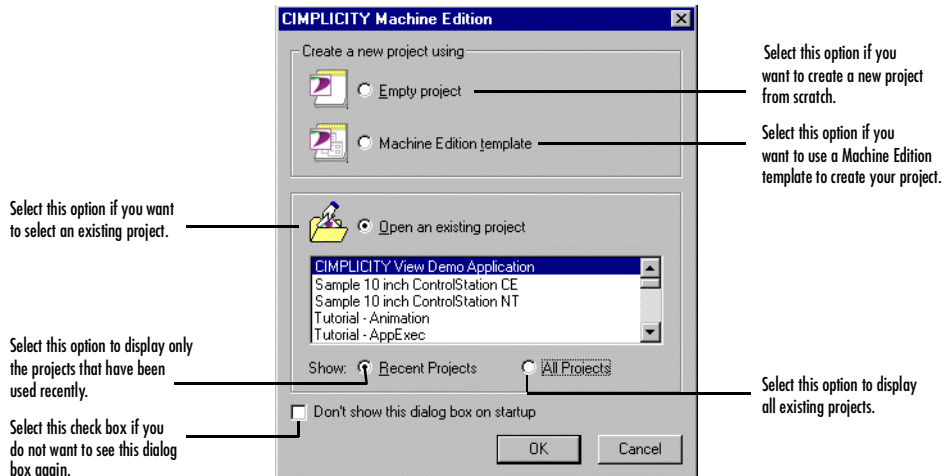 CIMPLICITY Machine Edition
Create a new project using
Empty project
Machine Edition template
Select this option if you
want to create a new project
from scratch.
Select this option if you
want to use a Machine Edition
template to create your project.
Select this option if you want
to select an existing project.
Open an existing project
CIMPLICITY View Demo Application
Sample 10 inch ControlStation CE
Sample 10 inch ControlStation NT
Tutorial - Animation
Tutorial - AppExec
Select this option to display only
the projects that have been
used recently.
Show: Recent Projects All Projects
Select this option to display
all existing projects.
Select this check box if you
do not want to see this dialog
box again.
Don't show this dialog box on startup
OK Cancel